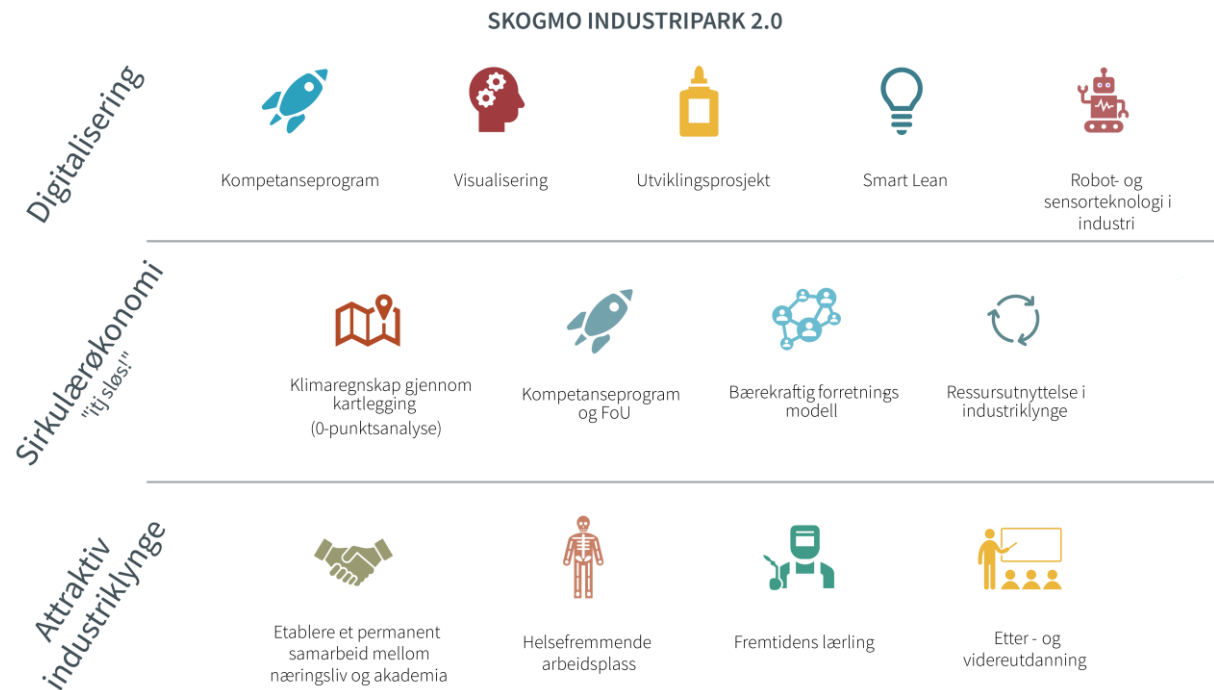 SKOGMO INDUSTRIPARK 2.0
Digitalisering
Kompetanseprogram
Visualisering
Utviklingsprosjekt
Smart Lean
Robot- og
sensorteknologi i
industri
Sirkulærøkonomi
"itj sløs!"
Klimaregnskap gjennom
kartlegging
(0-punktsanalyse)
Kompetanseprogram
og FoU
Bærekraftig forretnings
modell
Ressursutnyttelse i
industriklynge
Attraktiv
industriklynge
Etablere et permanent
samarbeid mellom
næringsliv og akademia
Helsefremmende
arbeidsplass
Fremtidens lærling
Etter - og
videreutdanning